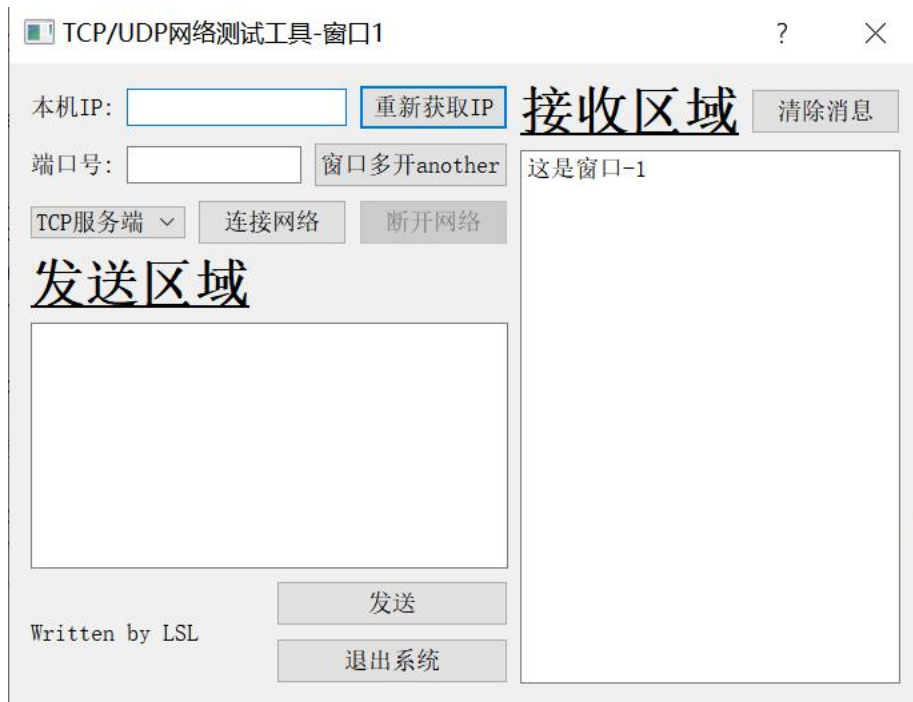 TCP/UDP网络测试工具-窗口1 ?
本机IP: 重新获取IP
端口号: 窗口多开another
TCP服务端 连接网络 断开网络
发送区域
发送
Written by LSL
退出系统
接收区域 清除消息
这是窗口-1